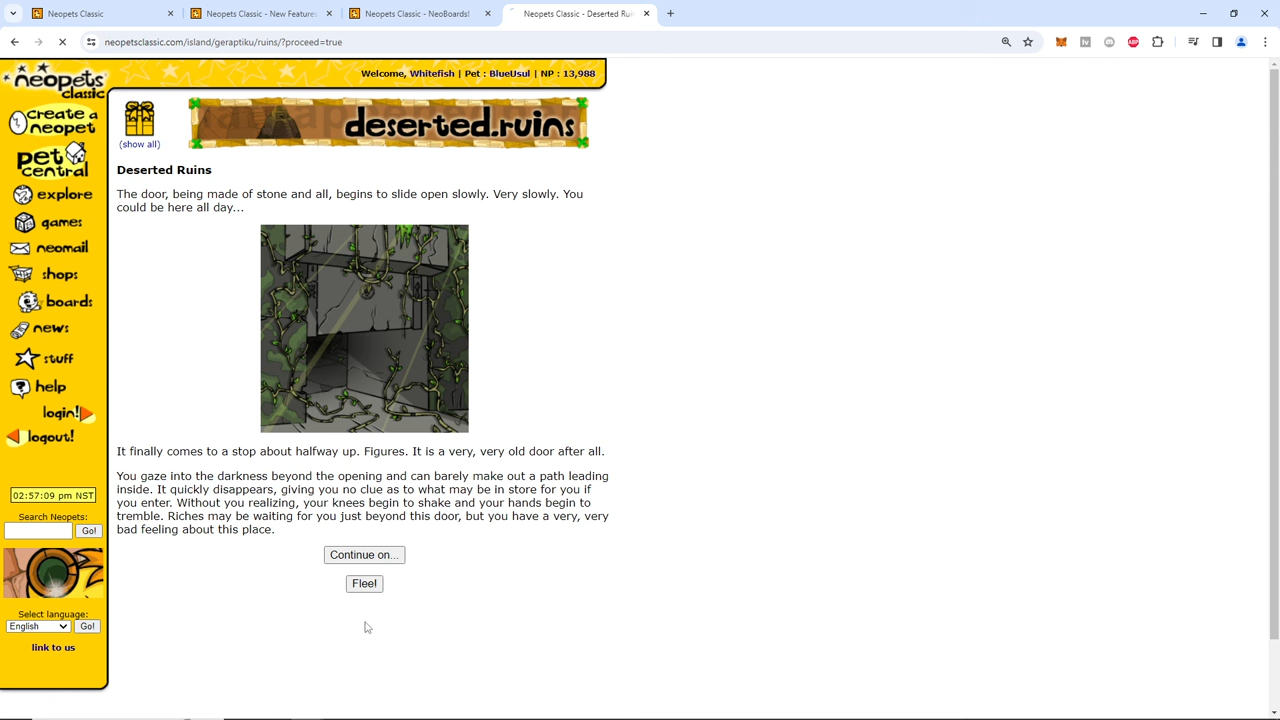 Neopets Classic
Neopets Classic - New Features
Neopets Classic - NeoBoards!
Neopets Classic - Deserted Ruin
neopetsclassic.com/island/geraptiku/ruins/?proceed=true
neopets
classic
Welcome, Whitefish | Pet : BlueUsul | NP : 13,988
create a
neopet
pet
central
explore
games
neomail
shops
boards
news
stuff
help
login!
logout!
02:57:09 pm NST
Search Neopets:
Go!
Select language:
English
Go!
link to us
(show all)
deserted.ruins
Deserted Ruins
The door, being made of stone and all, begins to slide open slowly. Very slowly. You
could be here all day...
It finally comes to a stop about halfway up. Figures. It is a very, very old door after all.
You gaze into the darkness beyond the opening and can barely make out a path leading
inside. It quickly disappears, giving you no clue as to what may be in store for you if
you enter. Without you realizing, your knees begin to shake and your hands begin to
tremble. Riches may be waiting for you just beyond this door, but you have a very, very
bad feeling about this place.
Continue on...
Flee!